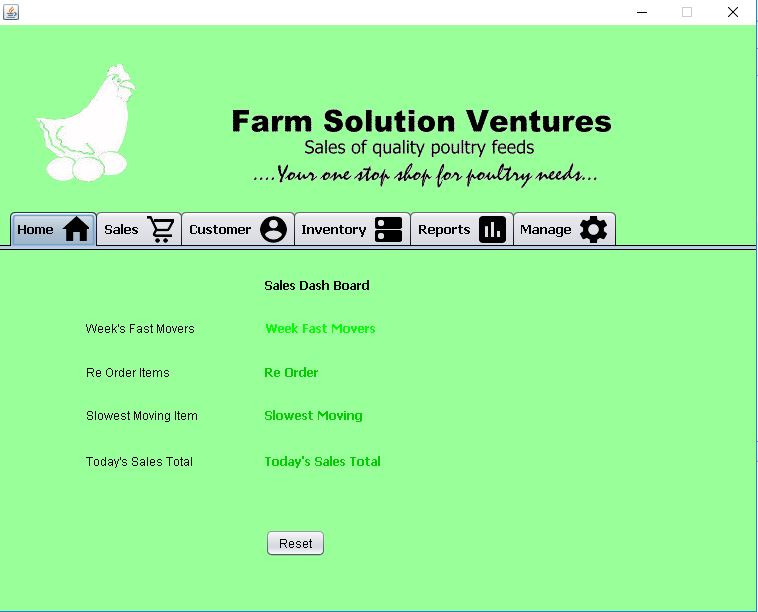 Farm Solution Ventures
Sales of quality poultry feeds
....Your one stop shop for poultry needs...
Home Sales Customer Inventory Reports Manage
Sales Dash Board
Week's Fast Movers Week Fast Movers
Re Order Items Re Order
Slowest Moving Item Slowest Moving
Today's Sales Total Today's Sales Total
Reset